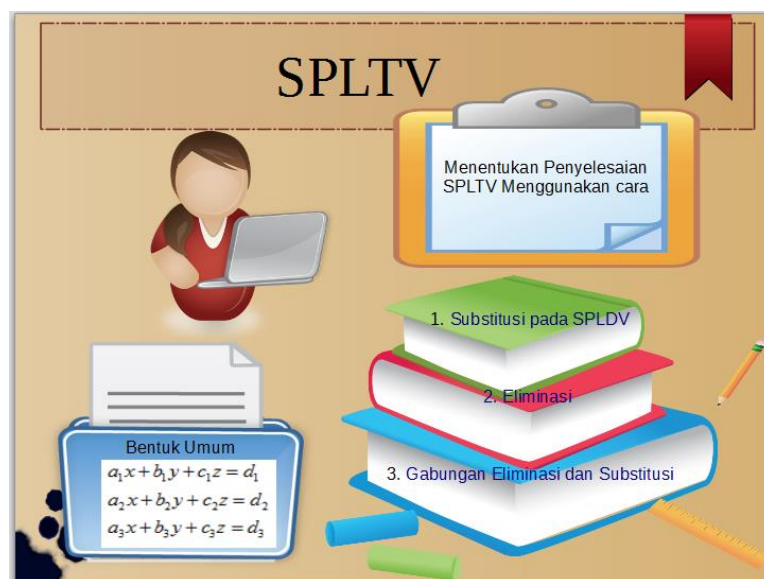 SPLTV
Menentukan Penyelesaian
SPLTV Menggunakan cara
1. Substitusi pada SPLDV
2. Eliminasi
3. Gabungan Eliminasi dan Substitusi
Bentuk Umum
a₁x+b₁y+c₁z=d₁
a₂x+b₂y+c₂z=d₂
a₃x+b₃y+c₃z=d₃